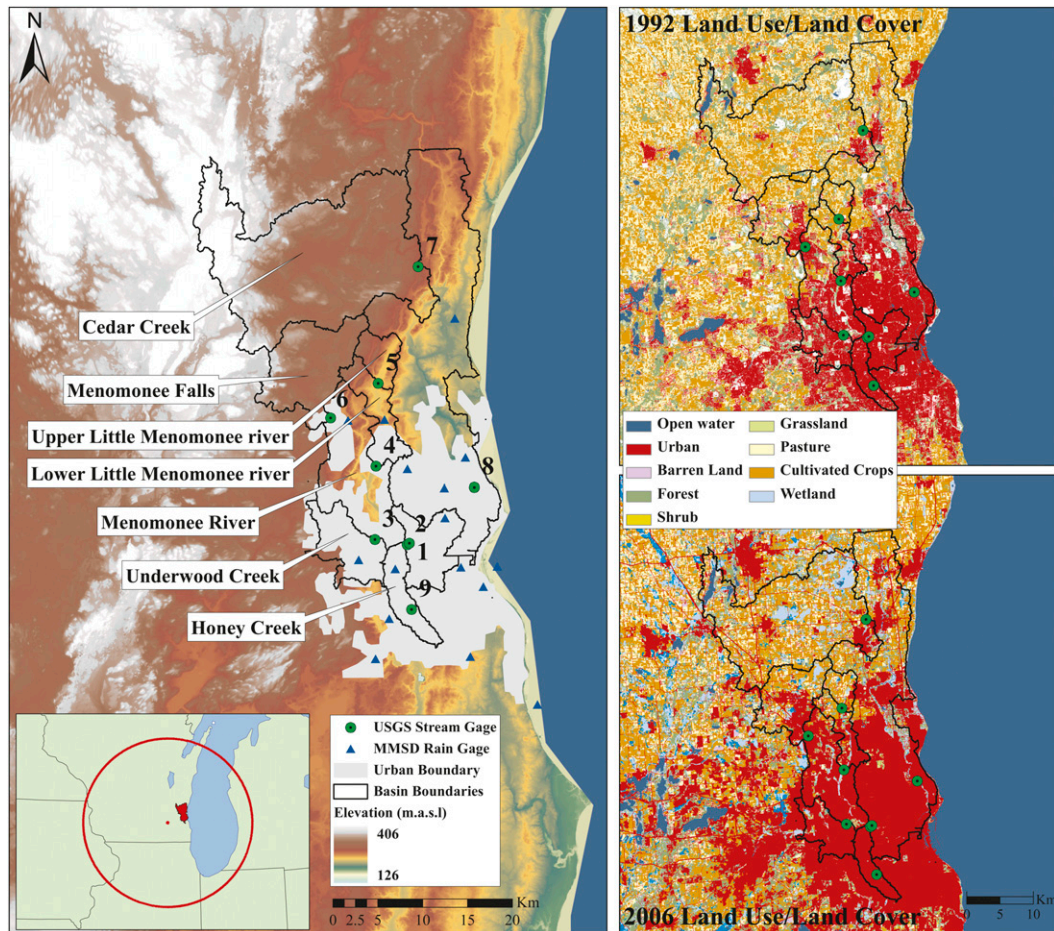 N
7
Cedar Creek
Menomonee Falls
5
6
Upper Little Menomonee river
Lower Little Menomonee river
4
8
Menomonee River
3
2
Underwood Creek
1
9
Honey Creek
USGS Stream Gage
MMSD Rain Gage
Urban Boundary
Basin Boundaries
Elevation (m.a.s.l)
406
126
Km
0 2.5 5 10 15 20
1992 Land Use/Land Cover
Open water
Urban
Barren Land
Forest
Shrub
Grassland
Pasture
Cultivated Crops
Wetland
Km
0 5 10
2006 Land Use/Land Cover